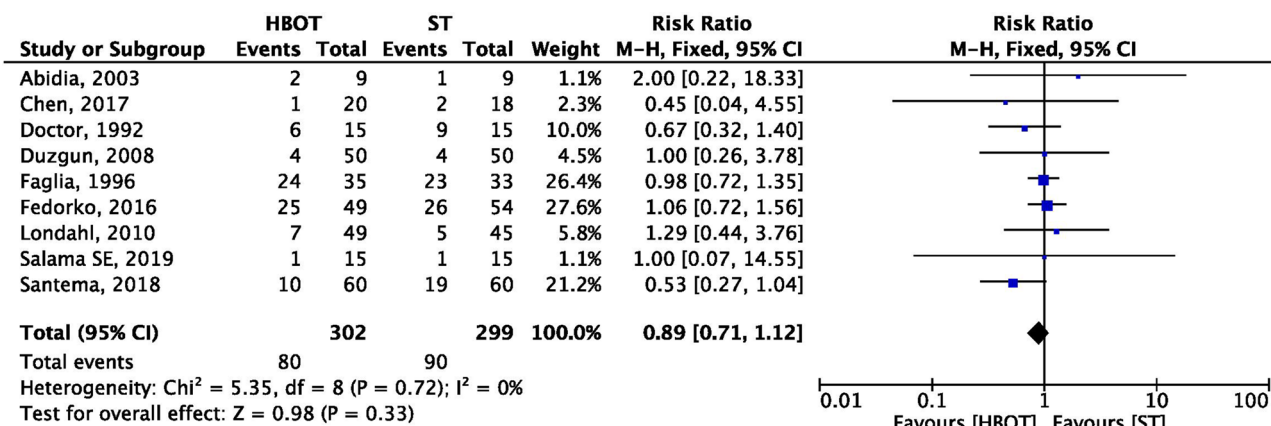 HBOT ST Risk Ratio Risk Ratio
Study or Subgroup Events Total Events Total Weight M-H, Fixed, 95% CI M-H, Fixed, 95% CI
Abidia, 2003 2 9 1 9 1.1% 2.00 [0.22, 18.33]
Chen, 2017 1 20 2 18 2.3% 0.45 [0.04, 4.55]
Doctor, 1992 6 15 9 15 10.0% 0.67 [0.32, 1.40]
Duzgun, 2008 4 50 4 50 4.5% 1.00 [0.26, 3.78]
Faglia, 1996 24 35 23 33 26.4% 0.98 [0.72, 1.35]
Fedorko, 2016 25 49 26 54 27.6% 1.06 [0.72, 1.56]
Londahl, 2010 7 49 5 45 5.8% 1.29 [0.44, 3.76]
Salama SE, 2019 1 15 1 15 1.1% 1.00 [0.07, 14.55]
Santema, 2018 10 60 19 60 21.2% 0.53 [0.27, 1.04]
Total (95% CI) 302 299 100.0% 0.89 [0.71, 1.12]
Total events 80 90
Heterogeneity: Chi² = 5.35, df = 8 (P = 0.72); I² = 0%
Test for overall effect: Z = 0.98 (P = 0.33)
0.01 0.1 1 10 100
Favours [HBOT] Favours [ST]